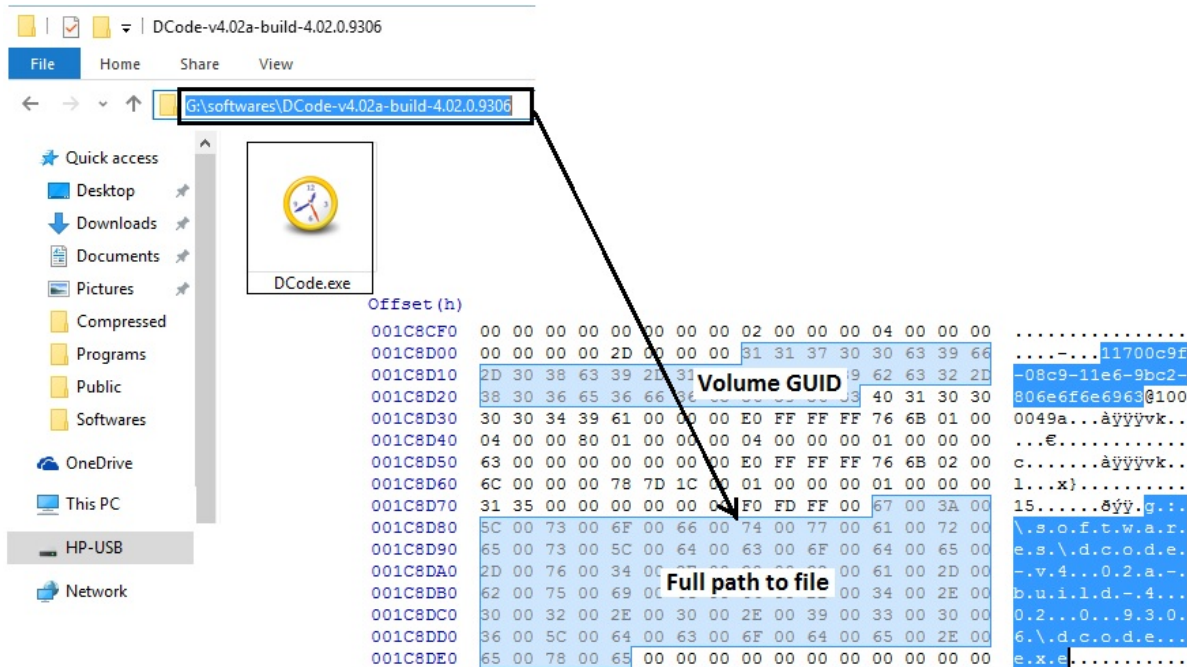 DCode-v4.02a-build-4.02.0.9306
File Home Share View
G:\softwares\DCode-v4.02a-build-4.02.0.9306
Quick access
Desktop
Downloads
Documents
Pictures
Compressed
Programs
Public
Softwares
OneDrive
This PC
HP-USB
Network
DCode.exe
Offset(h)
001C8CF0 00 00 00 00 00 00 00 00 02 00 00 00 04 00 00 00 ................
001C8D00 00 00 00 00 2D 00 00 00 31 31 37 30 30 63 39 66 ....-...11700c9f
001C8D10 2D 30 38 63 39 2D 31 62 63 32 2D -08c9-11e6-9bc2-
Volume GUID
001C8D20 38 30 36 65 36 66 40 31 30 30 806e6f6e6963@100
001C8D30 30 30 34 39 61 00 00 00 E0 FF FF FF 76 6B 01 00 0049a...àÿÿÿvk..
001C8D40 04 00 00 80 01 00 00 00 04 00 00 00 01 00 00 00 ...€............
001C8D50 63 00 00 00 00 00 00 00 E0 FF FF FF 76 6B 02 00 c.......àÿÿÿvk..
001C8D60 6C 00 00 00 78 7D 1C 00 01 00 00 00 01 00 00 00 l...x}..........
001C8D70 31 35 00 00 00 00 00 00 F0 FD FF 00 67 00 3A 00 15......ðýÿ.g.:.
001C8D80 5C 00 73 00 6F 00 66 00 74 00 77 00 61 00 72 00 \.s.o.f.t.w.a.r.
001C8D90 65 00 73 00 5C 00 64 00 63 00 6F 00 64 00 65 00 e.s.\.d.c.o.d.e.
001C8DA0 2D 00 76 00 34 00 61 00 2D 00 -.v.4...0.2.a.-.
Full path to file
001C8DB0 62 00 75 00 69 00 34 00 2E 00 b.u.i.l.d.-.4...
001C8DC0 30 00 32 00 2E 00 30 00 2E 00 39 00 33 00 30 00 0.2...0...9.3.0.
001C8DD0 36 00 5C 00 64 00 63 00 6F 00 64 00 65 00 2E 00 6.\.d.c.o.d.e...
001C8DE0 65 00 78 00 65 00 00 00 00 00 00 00 00 00 00 00 e.x.e...........